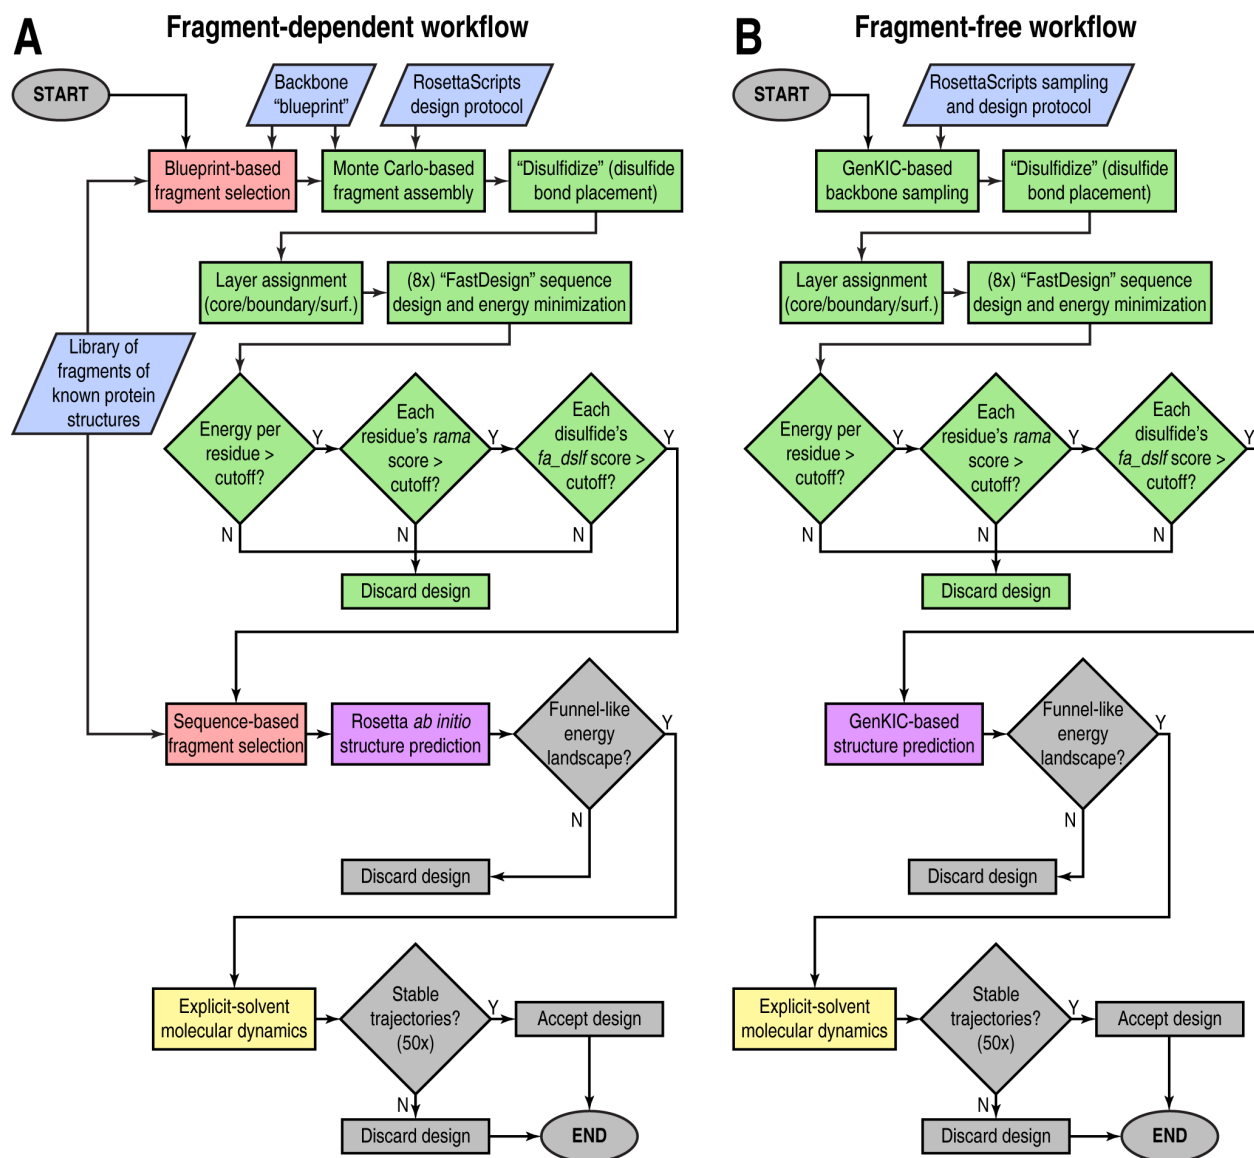 A
Fragment-dependent workflow
START
Backbone
“blueprint”
RosettaScripts
design protocol
Blueprint-based
fragment selection
Monte Carlo-based
fragment assembly
“Disulfidize” (disulfide
bond placement)
Layer assignment
(core/boundary/surf.)
(8x) “FastDesign” sequence
design and energy minimization
Library of
fragments of
known protein
structures
Energy per
residue >
cutoff?
Y
Each
residue’s rama
score >
cutoff?
Y
Each
disulfide’s
fa_dslf score >
cutoff?
Y
N
N
N
Discard design
Sequence-based
fragment selection
Rosetta ab initio
structure prediction
Funnel-like
energy
landscape?
Y
N
Discard design
Explicit-solvent
molecular dynamics
Stable
trajectories?
(50x)
Y
Accept design
N
Discard design
END
B
Fragment-free workflow
START
RosettaScripts sampling
and design protocol
GenKIC-based
backbone sampling
“Disulfidize” (disulfide
bond placement)
Layer assignment
(core/boundary/surf.)
(8x) “FastDesign” sequence
design and energy minimization
Energy per
residue >
cutoff?
Y
Each
residue’s rama
score >
cutoff?
Y
Each
disulfide’s
fa_dslf score >
cutoff?
Y
N
N
N
Discard design
GenKIC-based
structure prediction
Funnel-like
energy
landscape?
Y
N
Discard design
Explicit-solvent
molecular dynamics
Stable
trajectories?
(50x)
Y
Accept design
N
Discard design
END